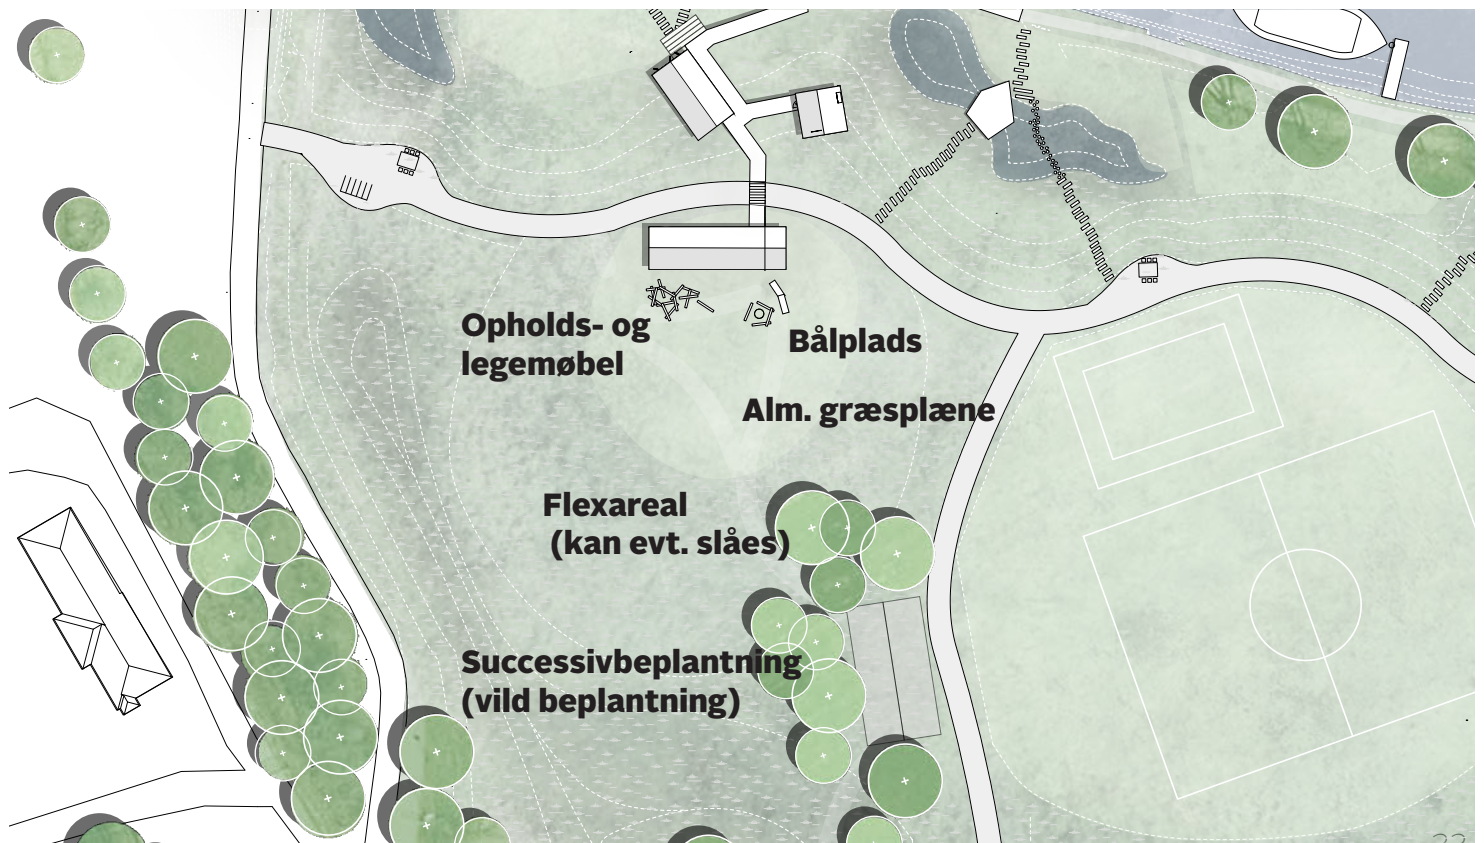 Opholds- og
legemøbel
Bålplads
Alm. græsplæne
Flexareal
(kan evt. slåes)
Successivbeplantning
(vild beplantning)